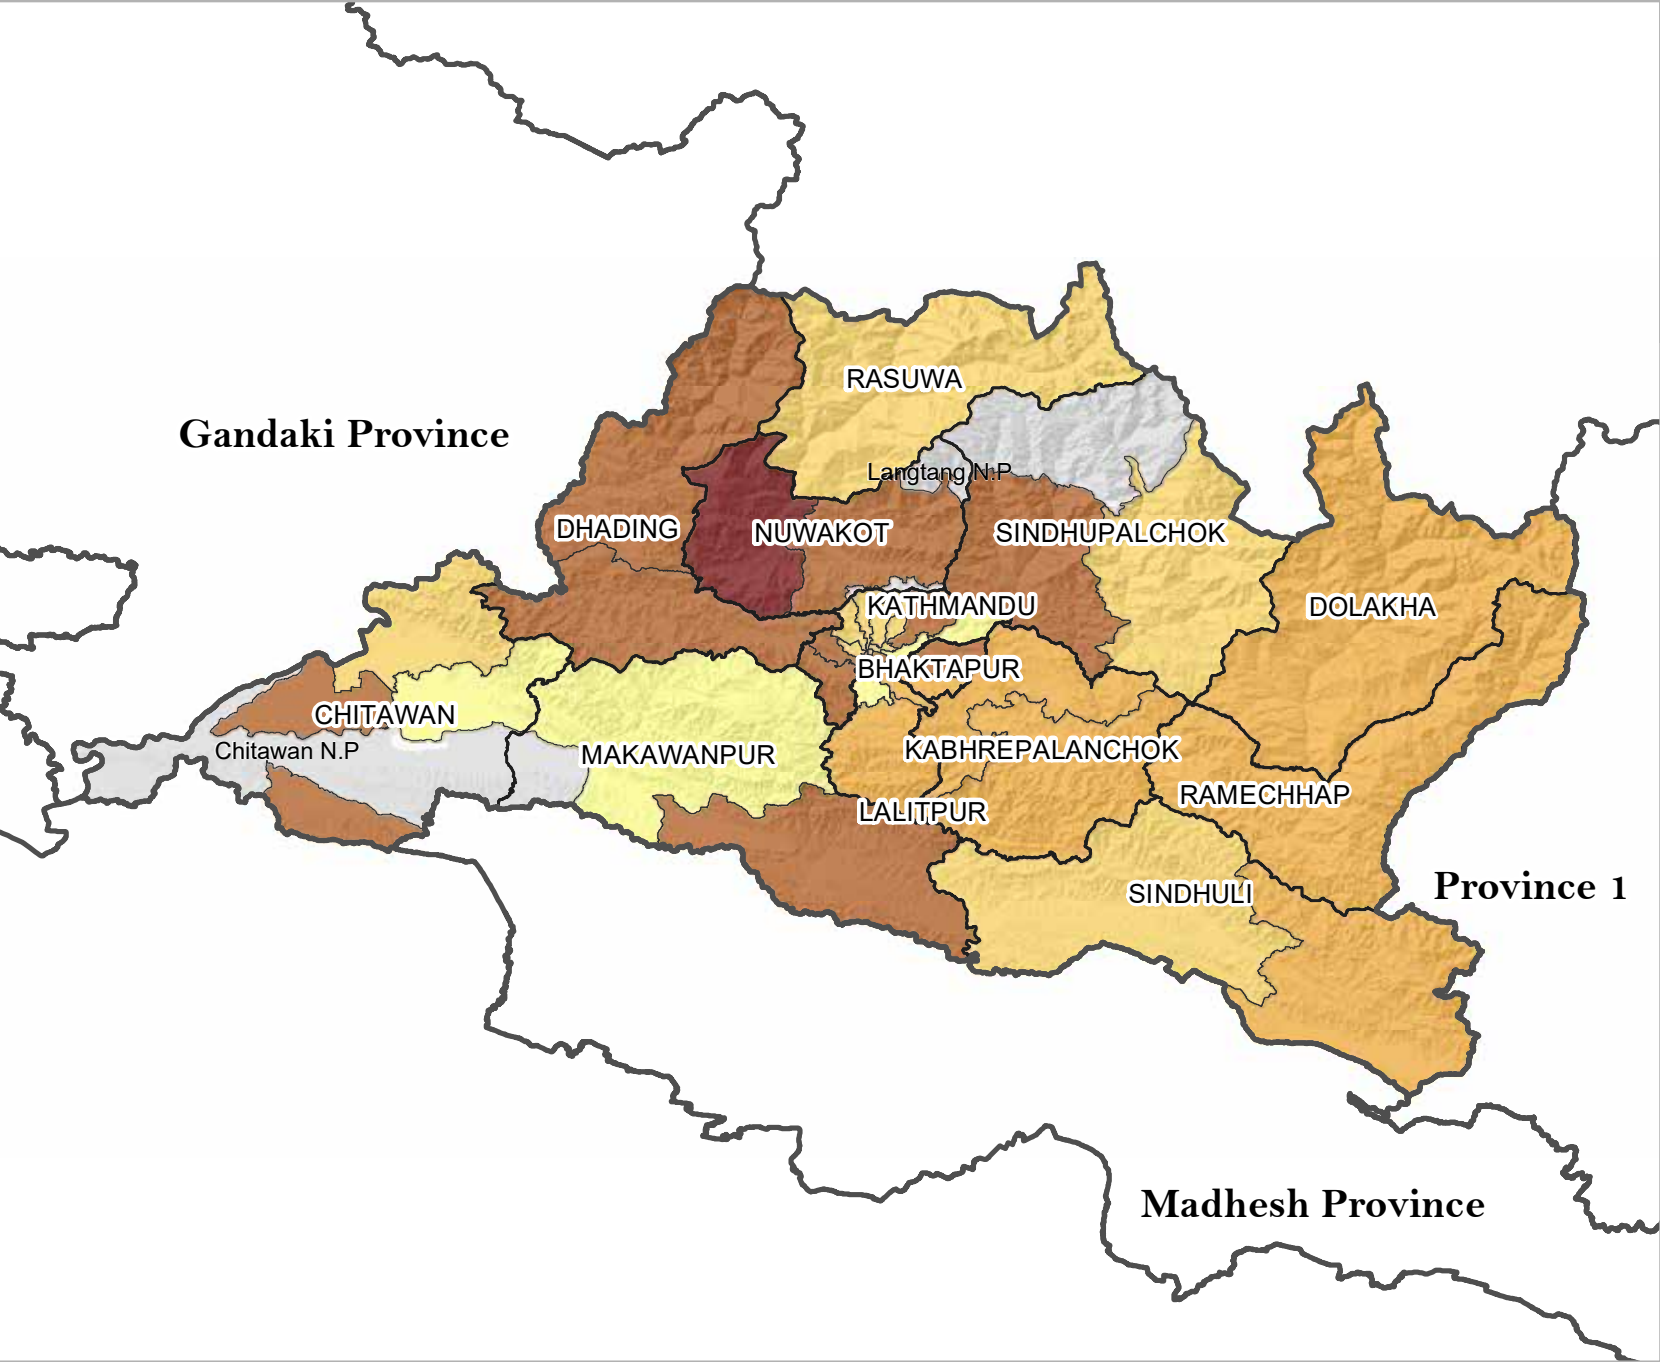 RASUWA
Gandaki Province
Langtang N.P
DHADING
NUWAKOT
SINDHUPALCHOK
KATHMANDU
DOLAKHA
BHAKTAPUR
CHITAWAN
Chitawan N.P
MAKAWANPUR
KABHREPALANCHOK
RAMECHHAP
LALITPUR
SINDHULI
Province 1
Madhesh Province